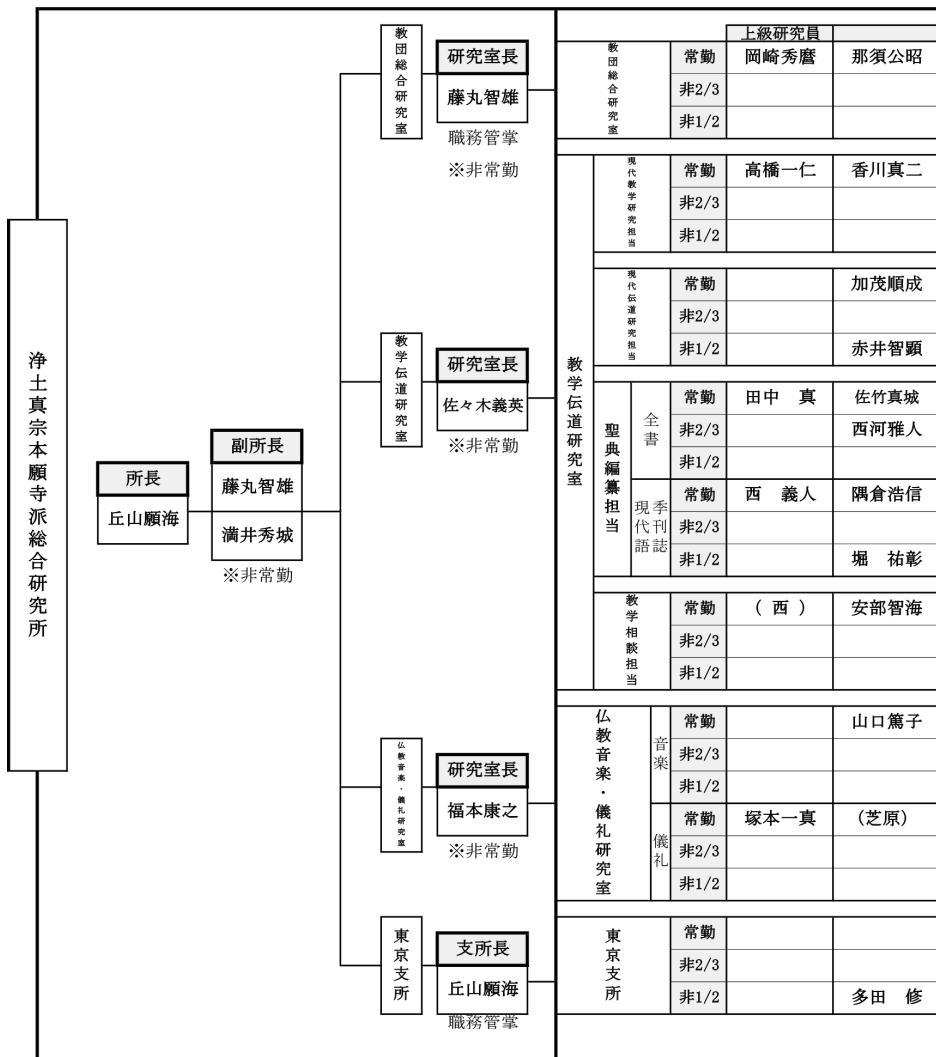 浄土真宗本願寺派総合研究所
所長
丘山願海
副所長
藤丸智雄
満井秀城
※非常勤
教団総合研究室
研究室長
藤丸智雄
職務管掌
※非常勤
教学伝道研究室
研究室長
佐々木義英
※非常勤
仏教音楽・儀礼研究室
研究室長
福本康之
※非常勤
東京支所
支所長
丘山願海
職務管掌
上級研究員
教団総合研究室
常勤 岡崎秀麿 那須公昭
非2/3
非1/2
教学伝道研究室
現代教学研究担当
常勤 高橋一仁 香川真二
非2/3
非1/2
現代伝道研究担当
常勤 加茂順成
非2/3
非1/2 赤井智顕
聖典編纂担当
全書
常勤 田中 真 佐竹真城
非2/3 西河雅人
非1/2
季刊誌
現代語
常勤 西 義人 隅倉浩信
非2/3
非1/2 堀 祐彰
教学相談担当
常勤 (西) 安部智海
非2/3
非1/2
仏教音楽・儀礼研究室
音楽
常勤 山口篤子
非2/3
非1/2
儀礼
常勤 塚本一真 (芝原)
非2/3
非1/2
東京支所
常勤
非2/3
非1/2 多田 修